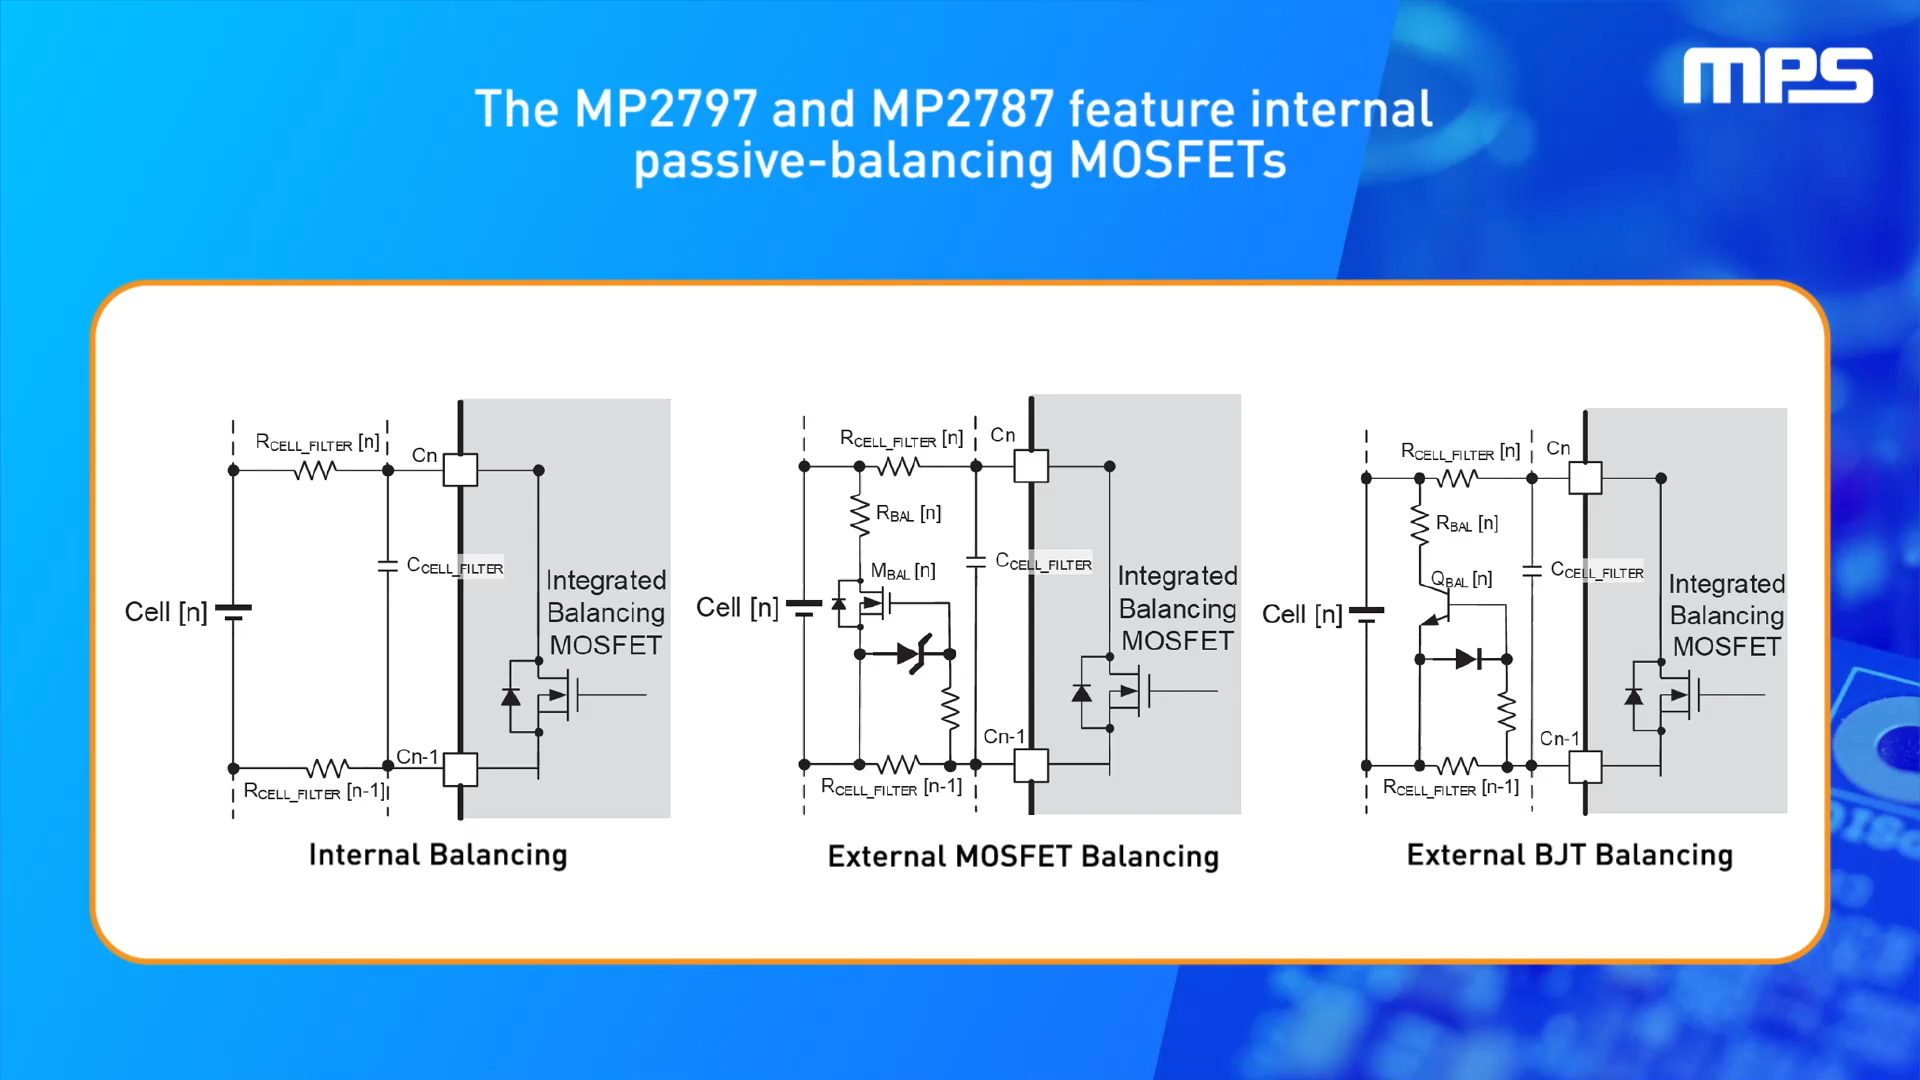 MPS
The MP2797 and MP2787 feature internal
passive-balancing MOSFETs
RCELL_FILTER [n]
Cn
CCELL_FILTER
Integrated
Balancing
MOSFET
Cell [n]
Cn-1
RCELL_FILTER [n-1]
Internal Balancing
RCELL_FILTER [n]
Cn
RBAL [n]
CCELL_FILTER
MBAL [n]
Integrated
Balancing
MOSFET
Cell [n]
Cn-1
RCELL_FILTER [n-1]
External MOSFET Balancing
RCELL_FILTER [n]
Cn
RBAL [n]
CCELL_FILTER
QBAL [n]
Integrated
Balancing
MOSFET
Cell [n]
Cn-1
RCELL_FILTER [n-1]
External BJT Balancing